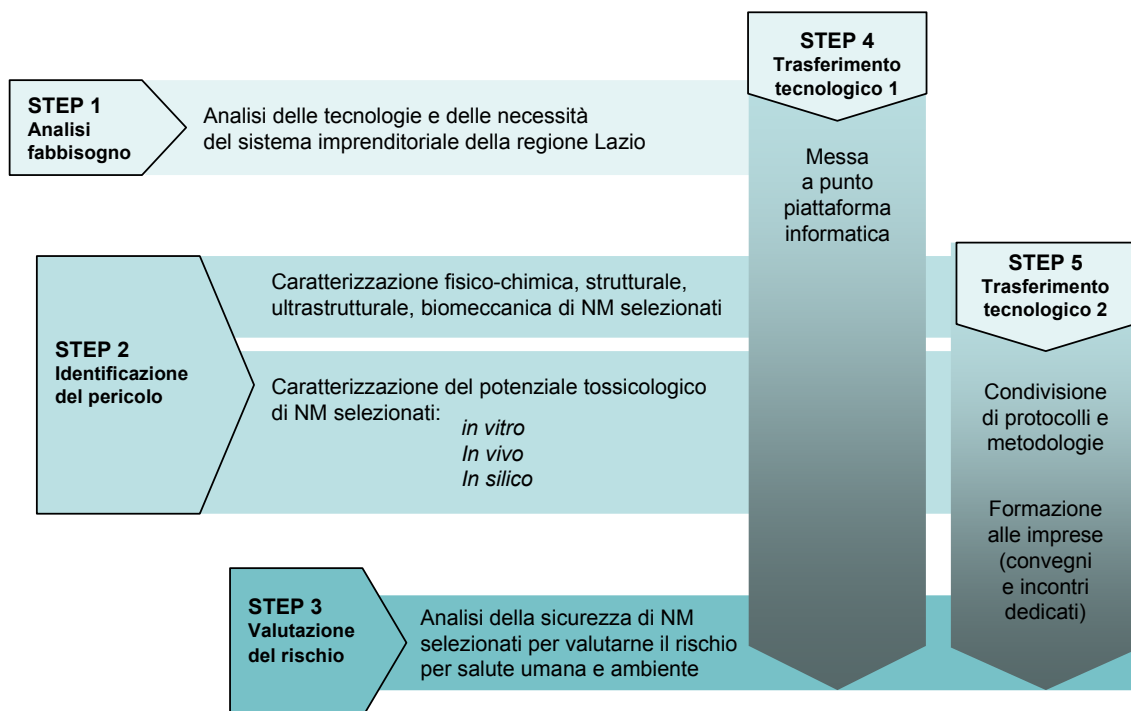 STEP 1
Analisi
fabbisogno
Analisi delle tecnologie e delle necessità
del sistema imprenditoriale della regione Lazio
STEP 2
Identificazione
del pericolo
Caratterizzazione fisico-chimica, strutturale,
ultrastrutturale, biomeccanica di NM selezionati
Caratterizzazione del potenziale tossicologico
di NM selezionati:
in vitro
In vivo
In silico
STEP 3
Valutazione
del rischio
Analisi della sicurezza di NM
selezionati per valutarne il rischio
per salute umana e ambiente
STEP 4
Trasferimento
tecnologico 1
Messa
a punto
piattaforma
informatica
STEP 5
Trasferimento
tecnologico 2
Condivisione
di protocolli e
metodologie
Formazione
alle imprese
(convegni
e incontri
dedicati)